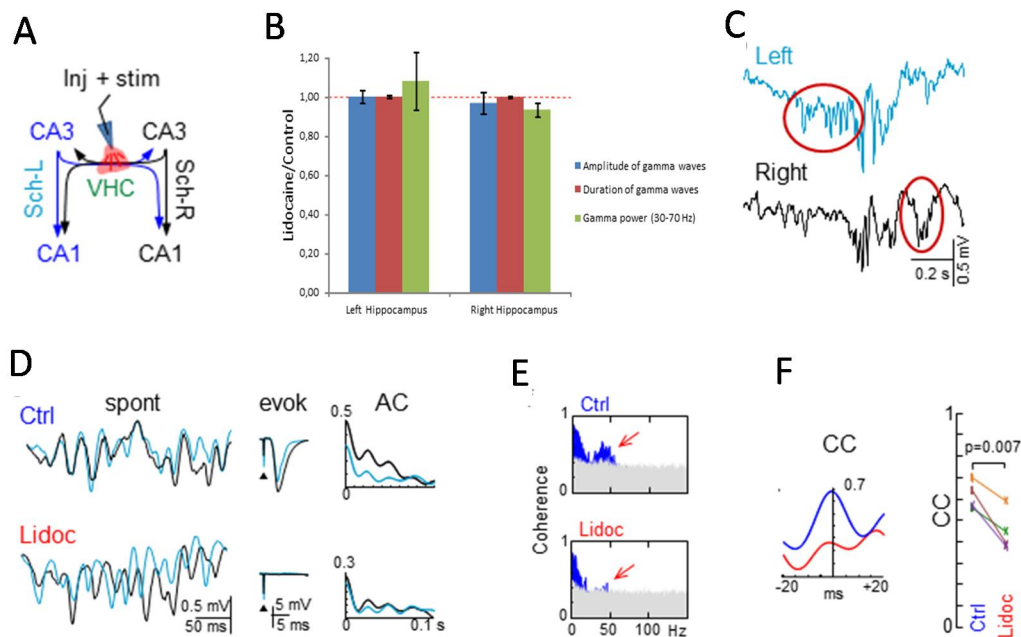 A
Inj + stim
CA3
CA3
Sch-L
VHC
Sch-R
CA1
CA1
B
1,20
1,00
0,80
0,60
0,40
0,20
0,00
Lidocaine/Control
Left Hippocampus
Right Hippocampus
Amplitude of gamma waves
Duration of gamma waves
Gamma power (30-70 Hz)
C
Left
Right
0.2 s
0.5 mV
D
spont
evok
AC
Ctrl
0.5
0
Lidoc
0.3
0.5 mV
50 ms
5 mV
5 ms
0
0.1 s
E
Ctrl
1
0
Coherence
Lidoc
1
0
0
50
100
Hz
F
CC
0.7
-20
+20
ms
1
p=0.007
CC
0
Ctrl
Lidoc